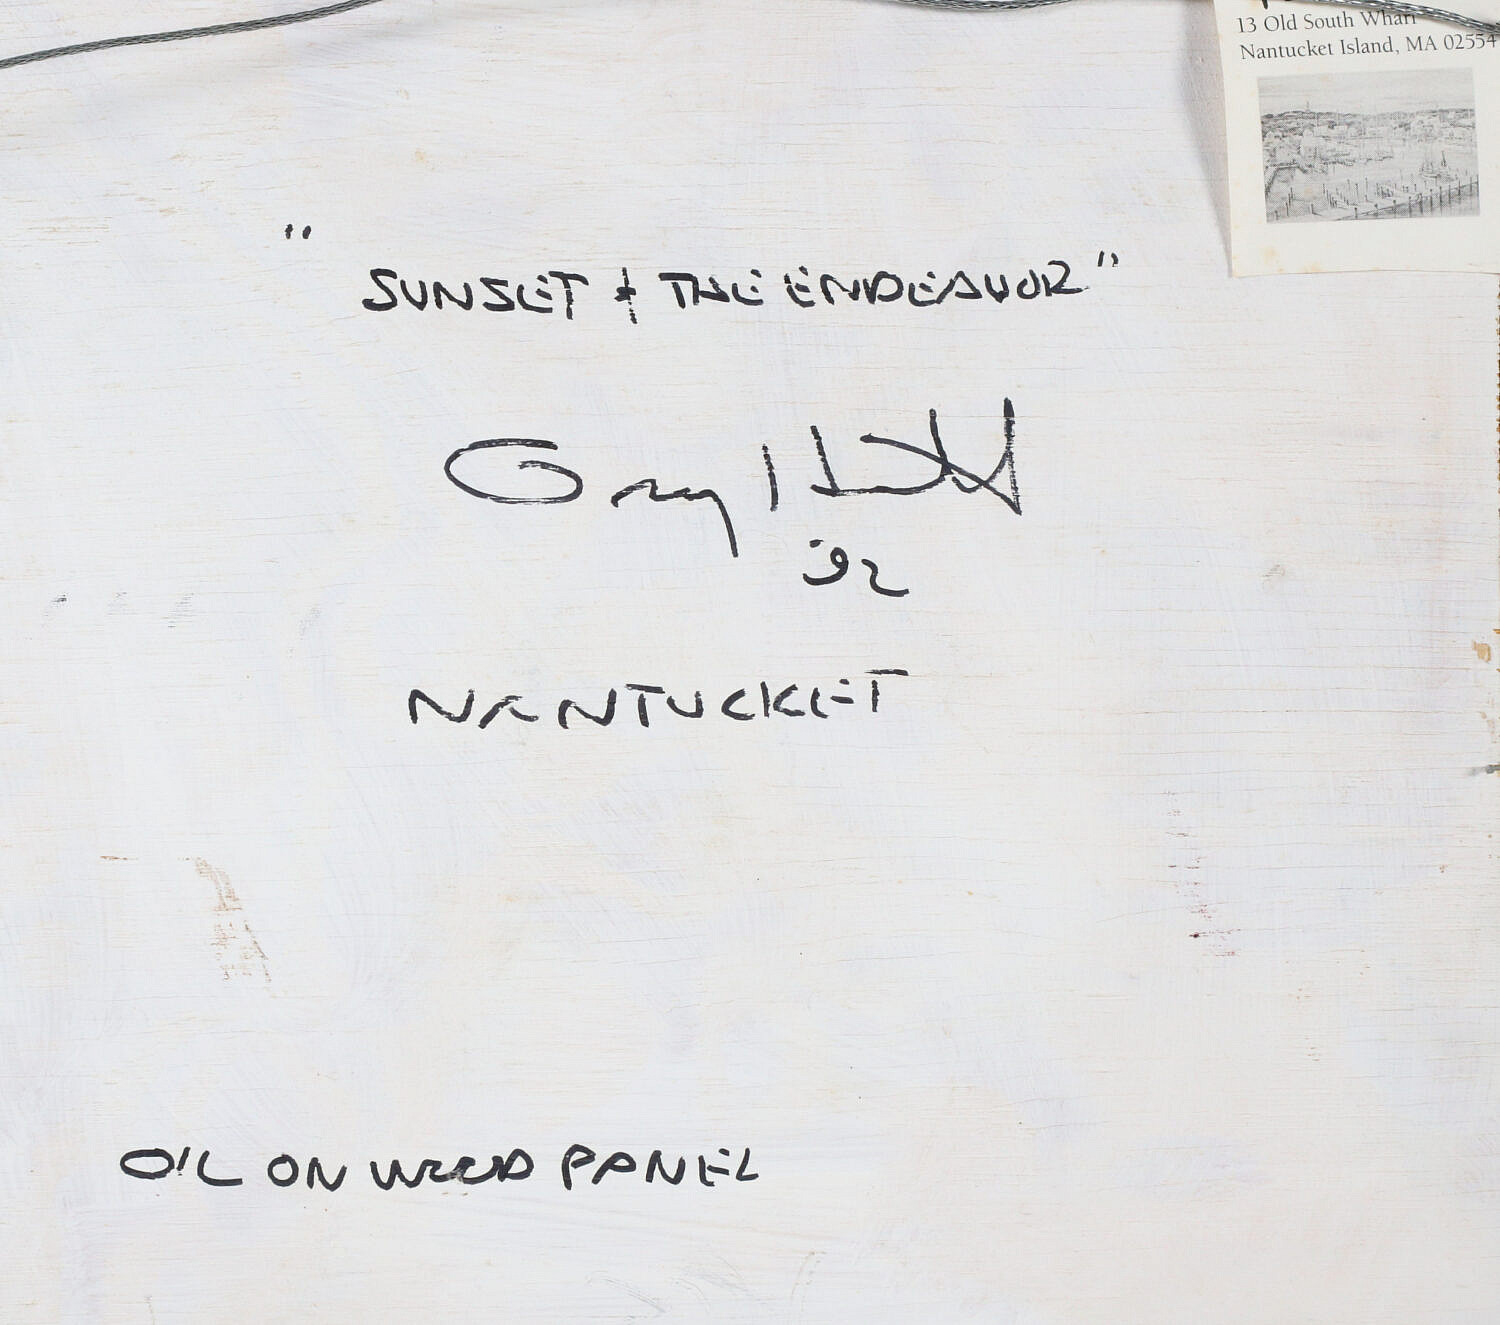 13 Old South Wharf
Nantucket Island, MA 02554
"SUNSET & THE ENDEAVOR"
'92
NANTUCKET
OIL ON WOOD PANEL